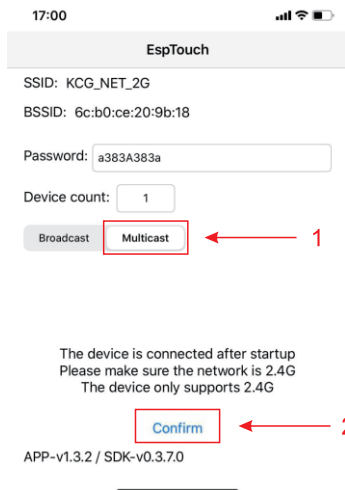 17:00
EspTouch
SSID: KCG_NET_2G
BSSID: 6c:b0:ce:20:9b:18
Password: a383A383a
Device count: 1
Broadcast Multicast 1
The device is connected after startup
Please make sure the network is 2.4G
The device only supports 2.4G
Confirm 2
APP-v1.3.2 / SDK-v0.3.7.0